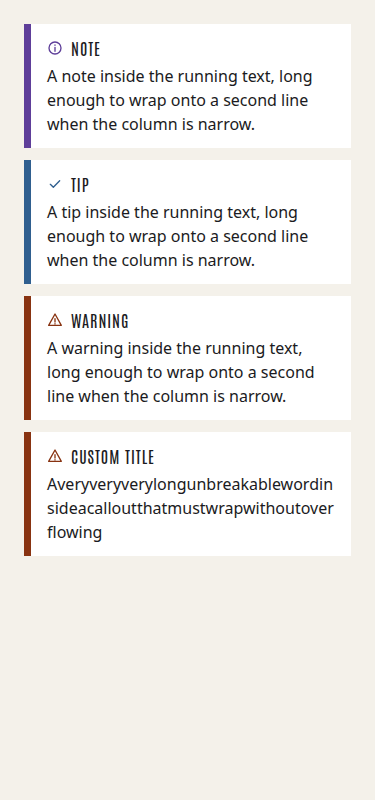 NOTE
A note inside the running text, long
enough to wrap onto a second line
when the column is narrow.
TIP
A tip inside the running text, long
enough to wrap onto a second line
when the column is narrow.
WARNING
A warning inside the running text,
long enough to wrap onto a second
line when the column is narrow.
CUSTOM TITLE
Averyveryverylongunbreakablewordin
sideacalloutthatmustwrapwithoutover
flowing